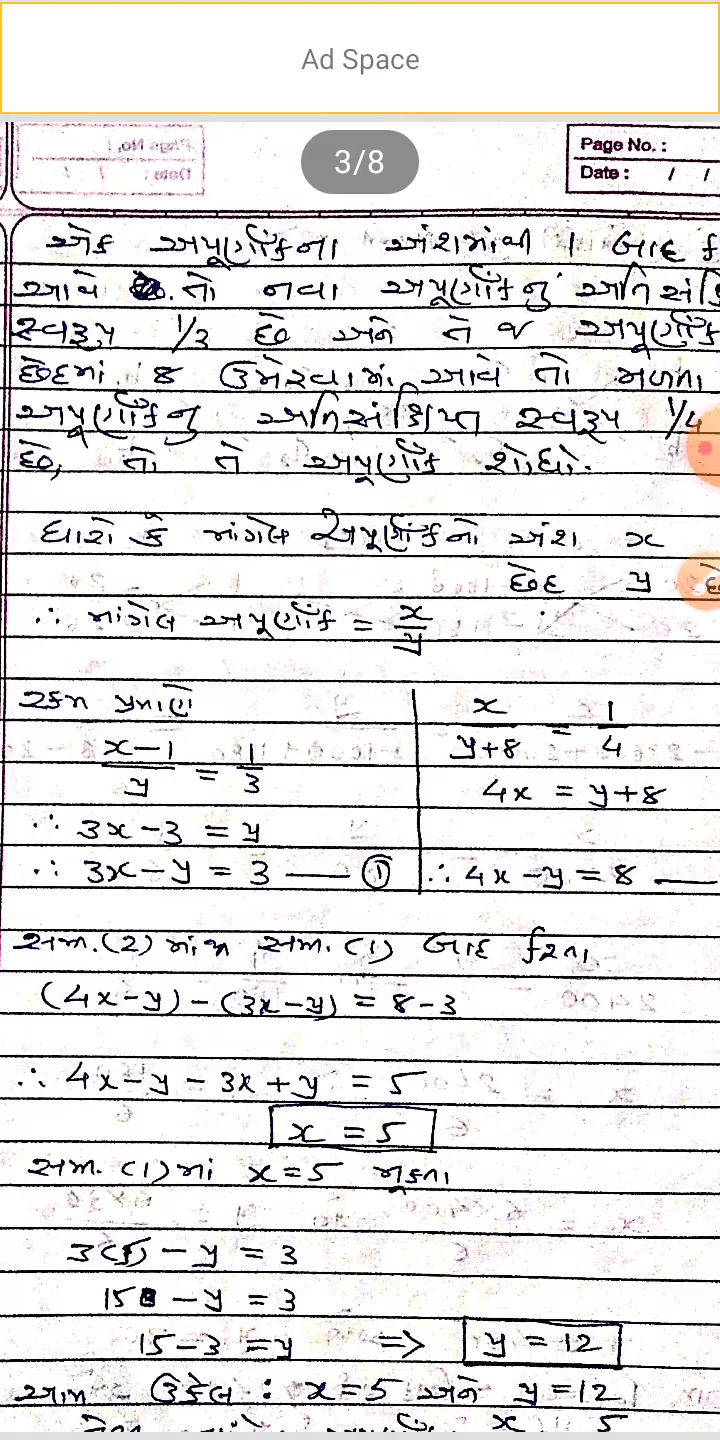 Ad Space
Page No. :
3/8
Date : / /
એક અપૂર્ણાંકના અંશમાંથી 1 બાદ ક
આવે તો નવા અપૂર્ણાંકનું અતિસંક્ષિ
સ્વરૂપ 1/3 છે અને તે જ અપૂર્ણાંક
છેદમાં 8 ઉમેરવામાં આવે તો મળતા
અપૂર્ણાંકનુ અતિસંક્ષિપ્ત સ્વરૂપ 1/4
છે, તો તે અપૂર્ણાંક શોધો.
ધારો કે માંગેલ અપૂર્ણાંકનો અંશ x
છેદ y છે
∴ માંગેલ અપૂર્ણાંક = x/y
રકમ પ્રમાણે
(x-1)/y = 1/3
∴ 3x-3 = y
∴ 3x-y = 3 —— ①
x/(y+8) = 1/4
4x = y+8
∴ 4x-y = 8 ——
સમ.(2) માંથી સમ. (1) બાદ કરતા
(4x-y) - (3x-y) = 8-3
∴ 4x-y - 3x+y = 5
x = 5
સમ. (1) માં x=5 મૂકતા
3(5) - y = 3
15 - y = 3
15-3 = y => y = 12
આમ ઉકેલ : x=5 અને y=12
x 5